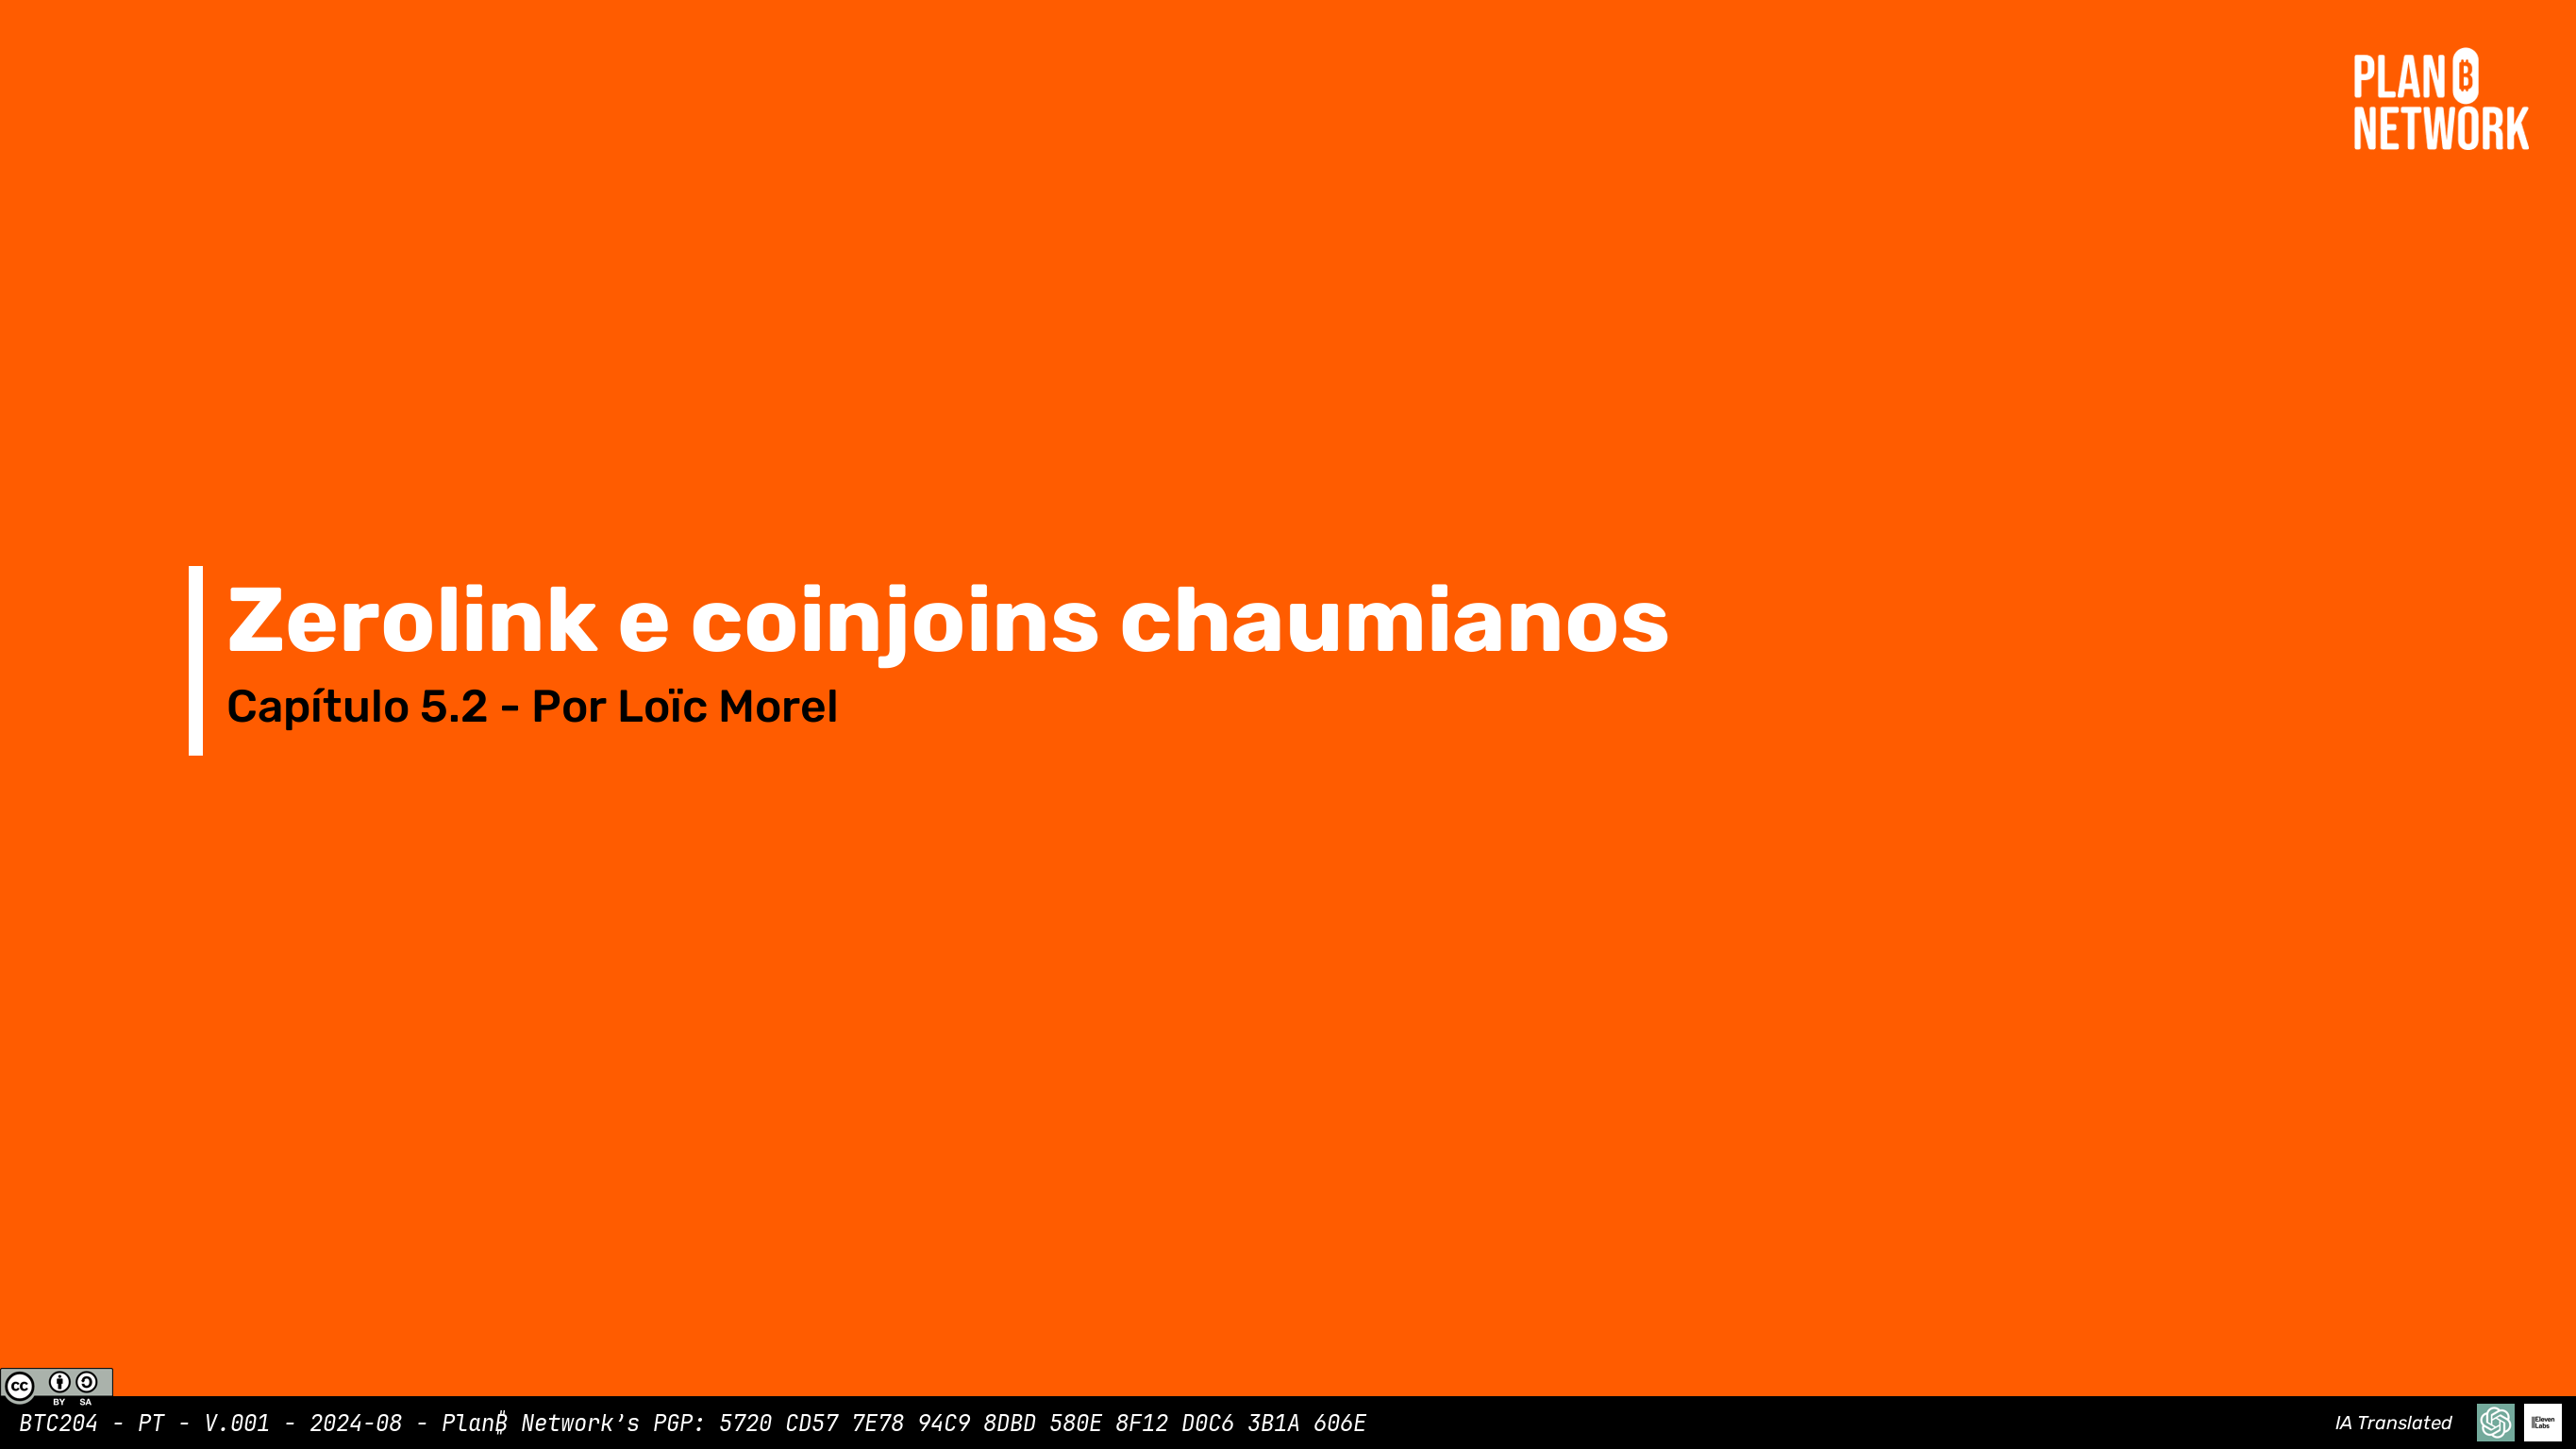 PLAN ₿
NETWORK
Zerolink e coinjoins chaumianos
Capítulo 5.2 - Por Loïc Morel
cc
BY SA
BTC204 - PT - V.001 - 2024-08 - Plan₿ Network’s PGP: 5720 CD57 7E78 94C9 8DBD 580E 8F12 D0C6 3B1A 606E
IA Translated
||ElevenLabs